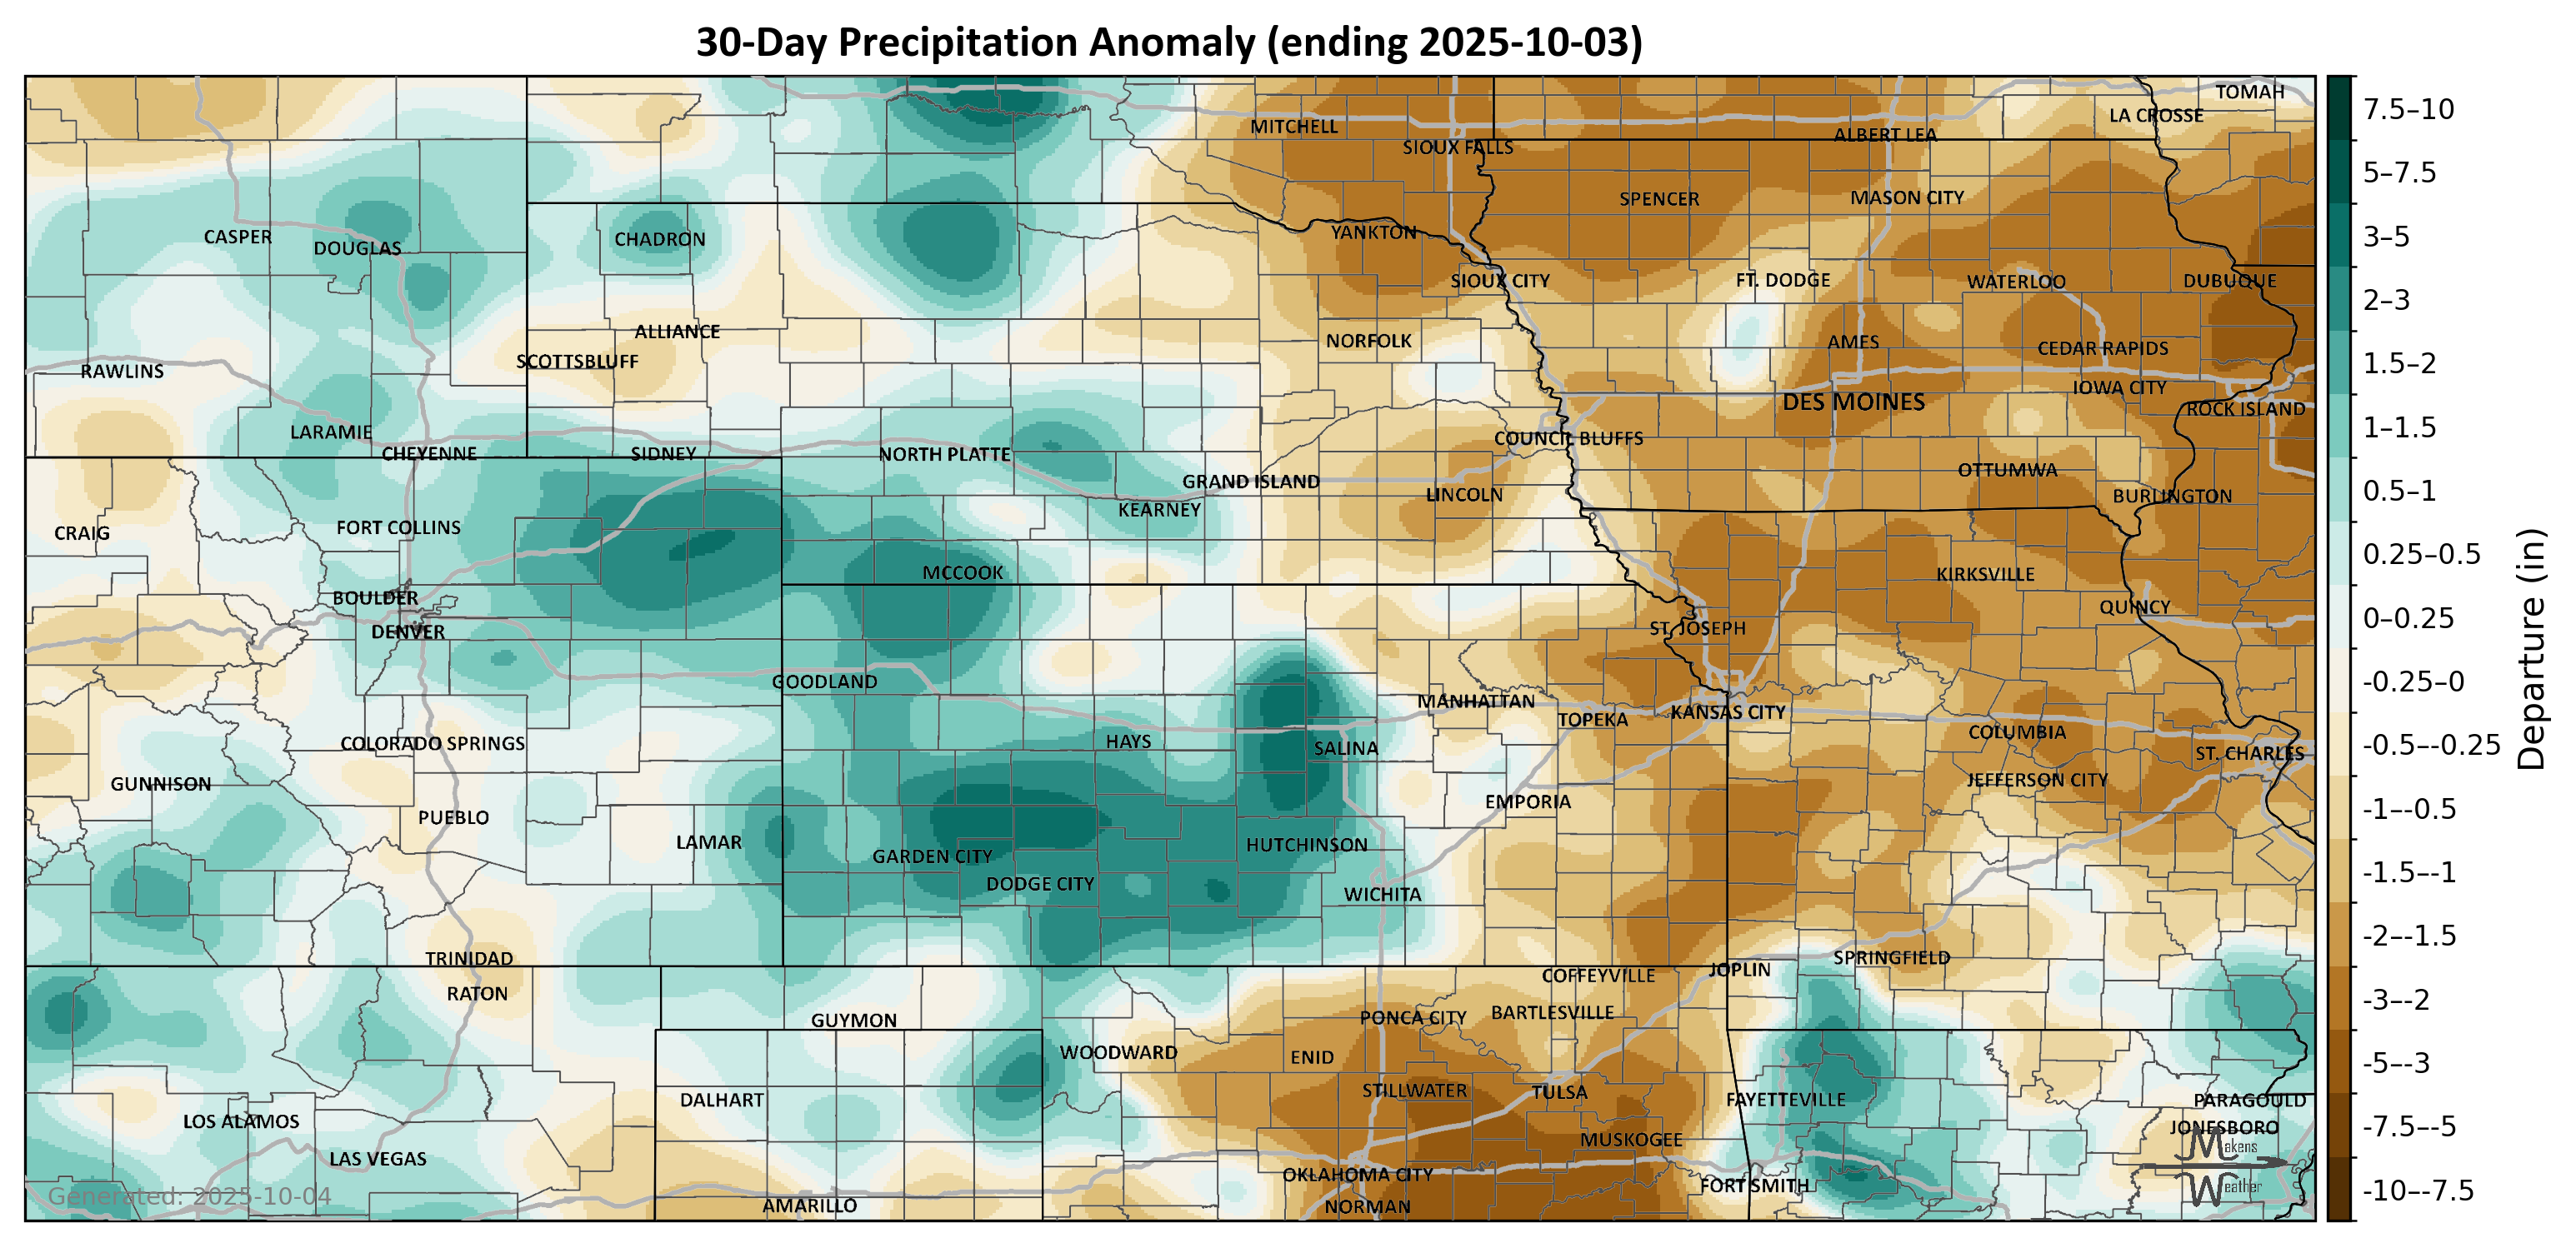 30-Day Precipitation Anomaly (ending 2025-10-03)
TOMAH
LA CROSSE
MITCHELL
ALBERT LEA
SIOUX FALLS
SPENCER
MASON CITY
YANKTON
CASPER
DOUGLAS
CHADRON
SIOUX CITY
FT. DODGE
WATERLOO
DUBUQUE
ALLIANCE
NORFOLK
AMES
CEDAR RAPIDS
SCOTTSBLUFF
RAWLINS
IOWA CITY
DES MOINES
ROCK ISLAND
LARAMIE
COUNCIL BLUFFS
CHEYENNE
SIDNEY
NORTH PLATTE
OTTUMWA
GRAND ISLAND
LINCOLN
BURLINGTON
KEARNEY
CRAIG
FORT COLLINS
MCCOOK
KIRKSVILLE
BOULDER
QUINCY
DENVER
ST. JOSEPH
GOODLAND
MANHATTAN
TOPEKA
KANSAS CITY
COLUMBIA
COLORADO SPRINGS
HAYS
SALINA
ST. CHARLES
GUNNISON
JEFFERSON CITY
EMPORIA
PUEBLO
LAMAR
HUTCHINSON
GARDEN CITY
DODGE CITY
WICHITA
TRINIDAD
SPRINGFIELD
JOPLIN
COFFEYVILLE
RATON
BARTLESVILLE
GUYMON
PONCA CITY
WOODWARD
ENID
STILLWATER
TULSA
DALHART
FAYETTEVILLE
PARAGOULD
LOS ALAMOS
JONESBORO
MUSKOGEE
LAS VEGAS
OKLAHOMA CITY
FORT SMITH
AMARILLO
NORMAN
Generated: 2025-10-04
Makens
Weather
7.5–10
5–7.5
3–5
2–3
1.5–2
1–1.5
0.5–1
0.25–0.5
0–0.25
-0.25–0
-0.5–-0.25
-1–-0.5
-1.5–-1
-2–-1.5
-3–-2
-5–-3
-7.5–-5
-10–-7.5
Departure (in)